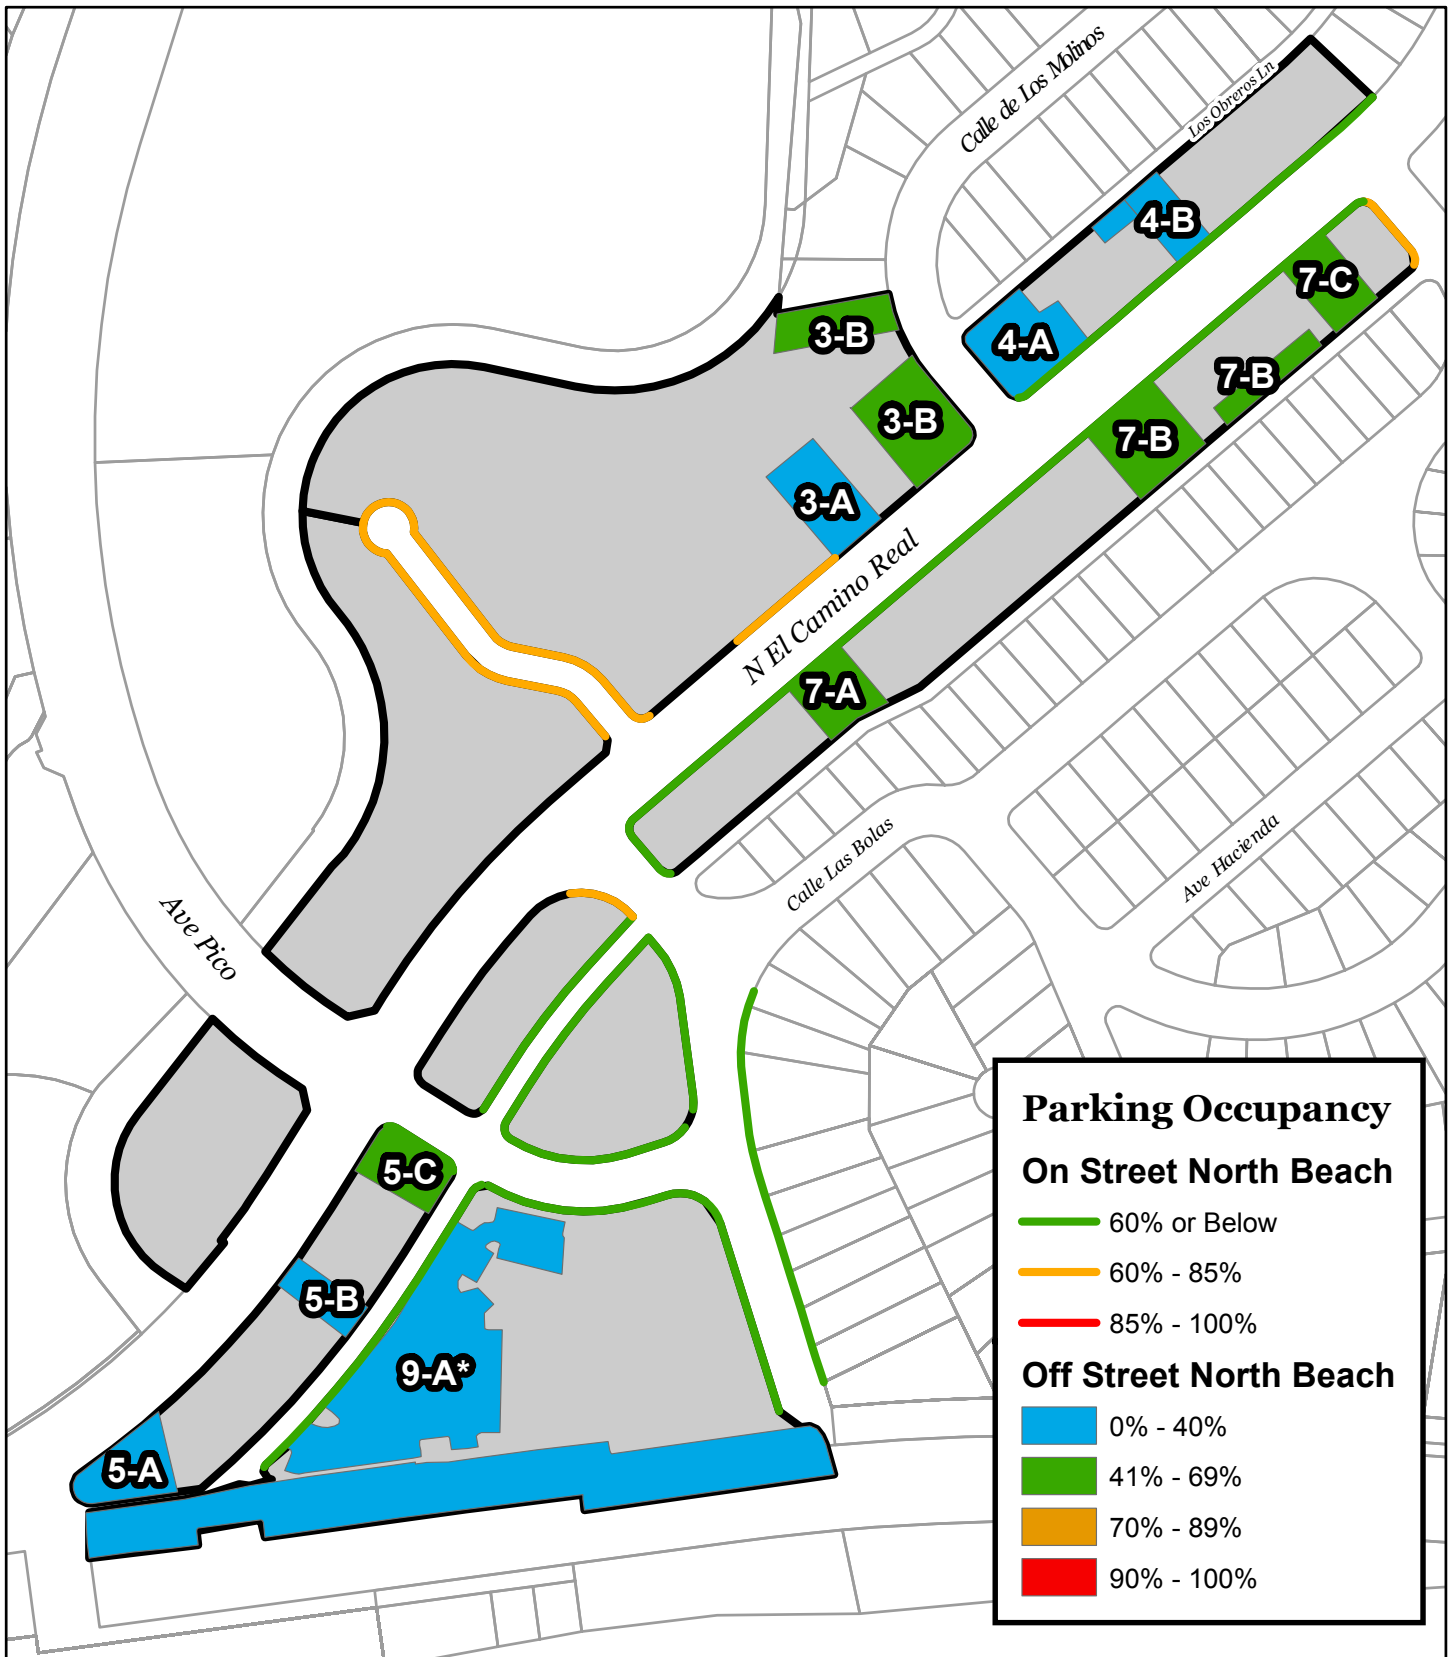 Calle de Los Molinos
Los Obreros Ln
4-B
7-C
3-B
4-A
7-B
3-B
7-B
3-A
N El Camino Real
7-A
Calle Las Bolas
Ave Hacienda
Ave Pico
5-C
5-B
9-A*
5-A
Parking Occupancy
On Street North Beach
60% or Below
60% - 85%
85% - 100%
Off Street North Beach
0% - 40%
41% - 69%
70% - 89%
90% - 100%